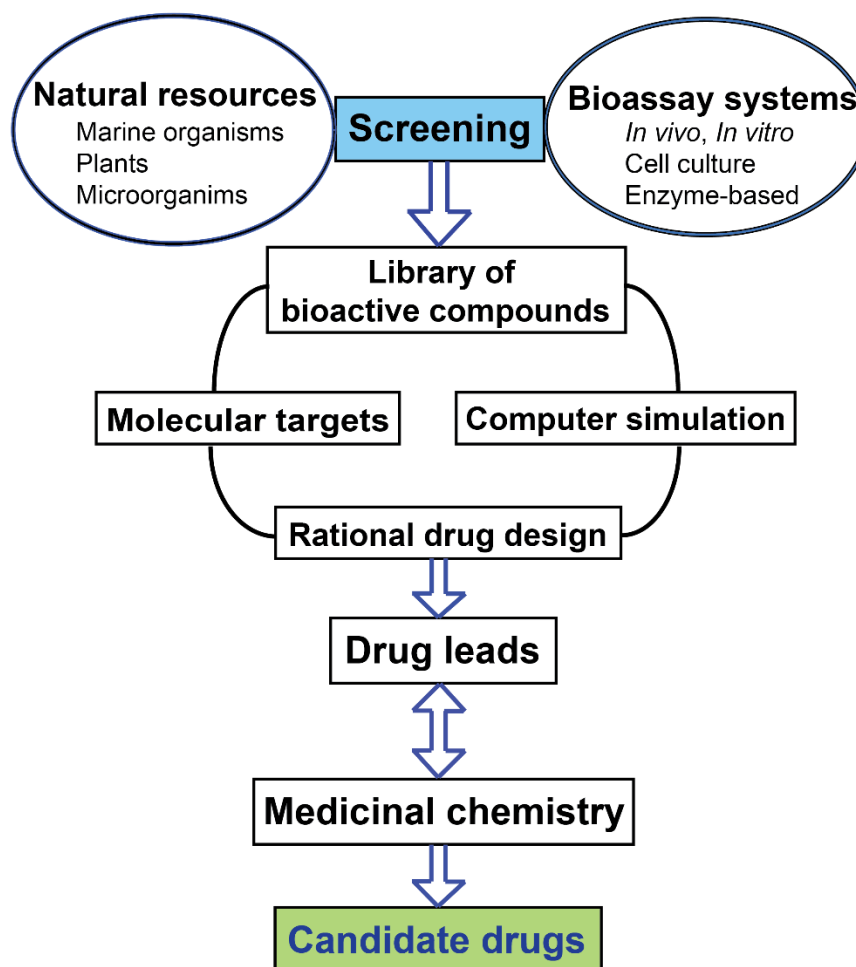 Natural resources
Marine organisms
Plants
Microorganims
Screening
Bioassay systems
In vivo, In vitro
Cell culture
Enzyme-based
Library of
bioactive compounds
Molecular targets
Computer simulation
Rational drug design
Drug leads
Medicinal chemistry
Candidate drugs